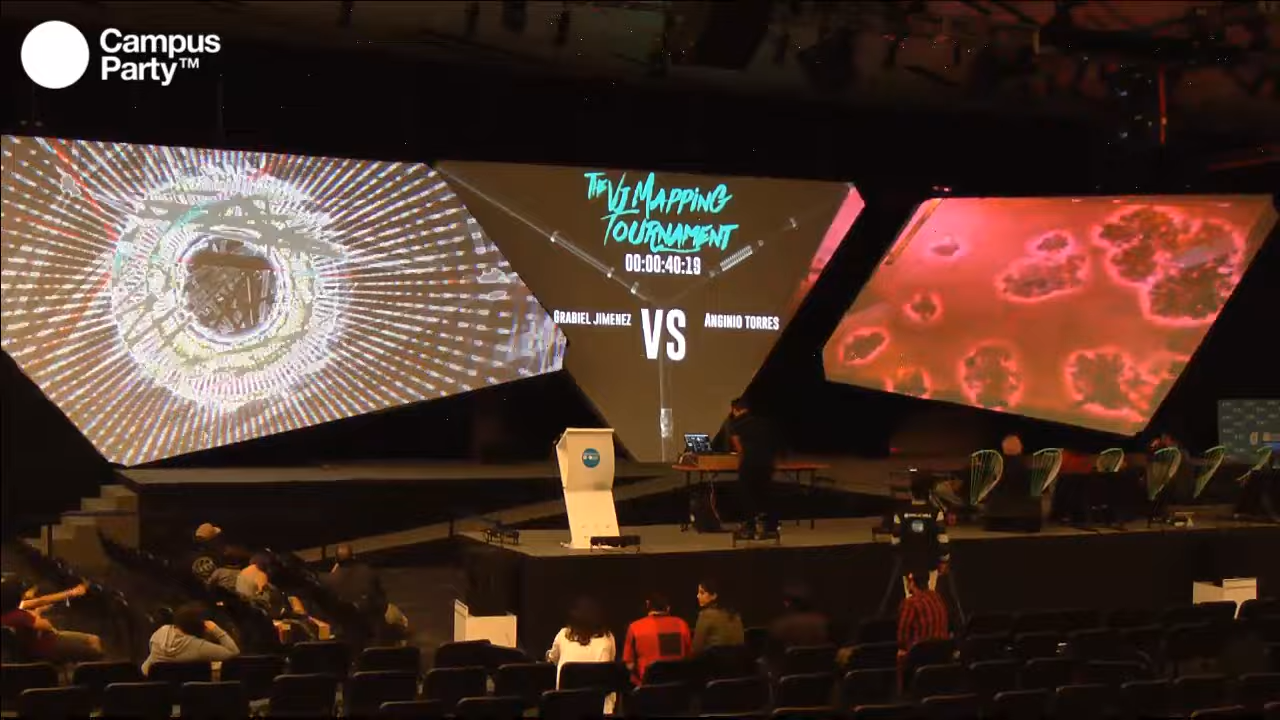 Campus
Party™
THE VJ MAPPING
TOURNAMENT
00:00:40:19
GRABIEL JIMENEZ
VS
ANGINIO TORRES